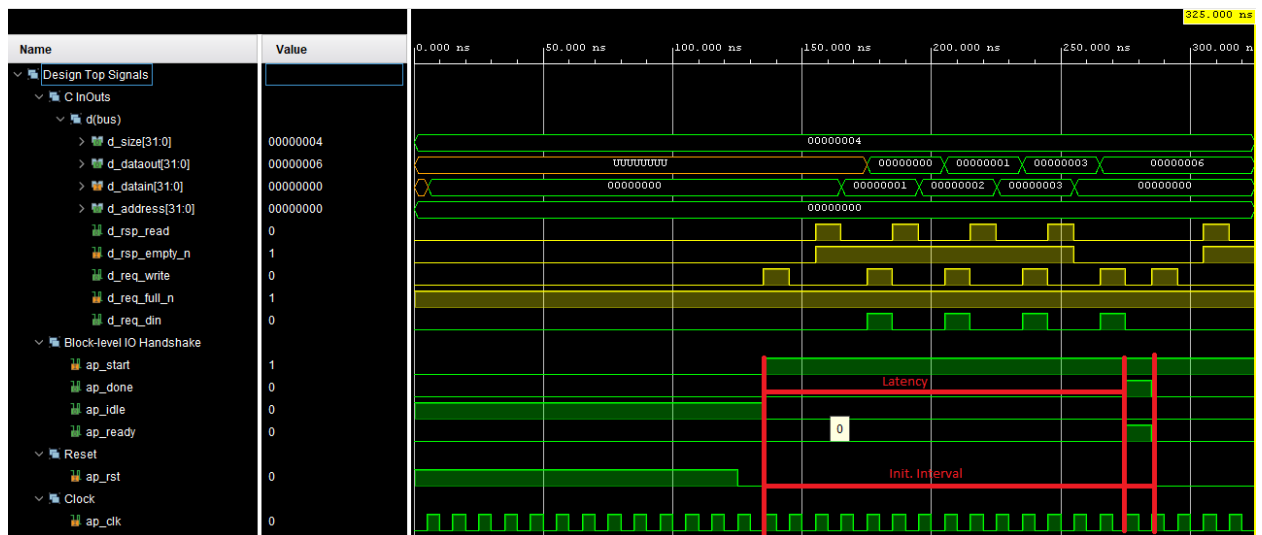 325.000 ns
Name Value 0.000 ns 50.000 ns 100.000 ns 150.000 ns 200.000 ns 250.000 ns 300.000 n
Design Top Signals
C InOuts
d(bus)
d_size[31:0] 00000004 00000004
d_dataout[31:0] 00000006 UUUUUUUU 00000000 00000001 00000003 00000006
d_datain[31:0] 00000000 00000000 00000001 00000002 00000003 00000000
d_address[31:0] 00000000 00000000
d_rsp_read 0
d_rsp_empty_n 1
d_req_write 0
d_req_full_n 1
d_req_din 0
Block-level IO Handshake
ap_start 1
ap_done 0 Latency
ap_idle 0
ap_ready 0 0
Reset
ap_rst 0 Init. Interval
Clock
ap_clk 0